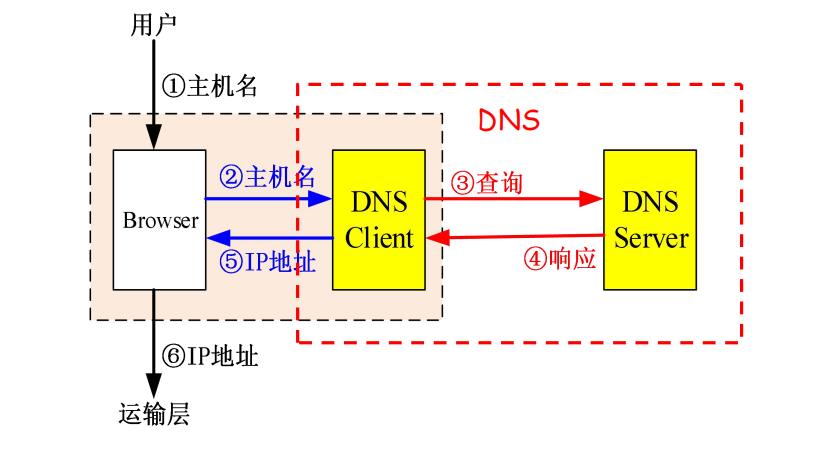 用户
①主机名
DNS
②主机名
③查询
Browser
DNS
Client
DNS
Server
⑤IP地址
④响应
⑥IP地址
运输层